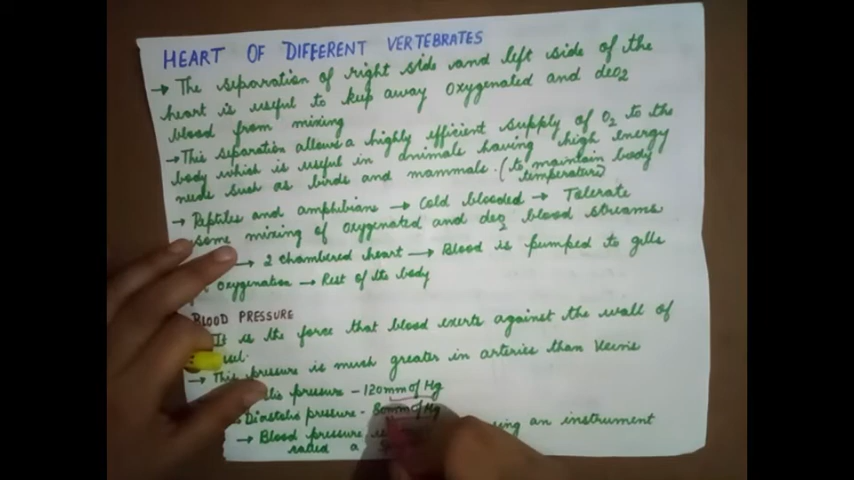 HEART OF DIFFERENT VERTEBRATES
→ The separation of right side and left side of the
heart is useful to keep away Oxygenated and deO2
blood from mixing
→ This separation allows a highly efficient supply of O2 to the
body which is useful in animals having high energy
needs such as birds and mammals. (to maintain body
temperature)
→ Reptiles and amphibians → Cold blooded → Tolerate
some mixing of oxygenated and deo2 blood streams
→ 2 chambered heart → Blood is pumped to gills
oxygenation → Rest of the body
BLOOD PRESSURE
It is the force that blood exerts against the wall of
→ This pressure is much greater in arteries than Veins
pressure - 120mm of Hg
Diastolic pressure - 80mm of Hg
→ Blood pressure using an instrument
a